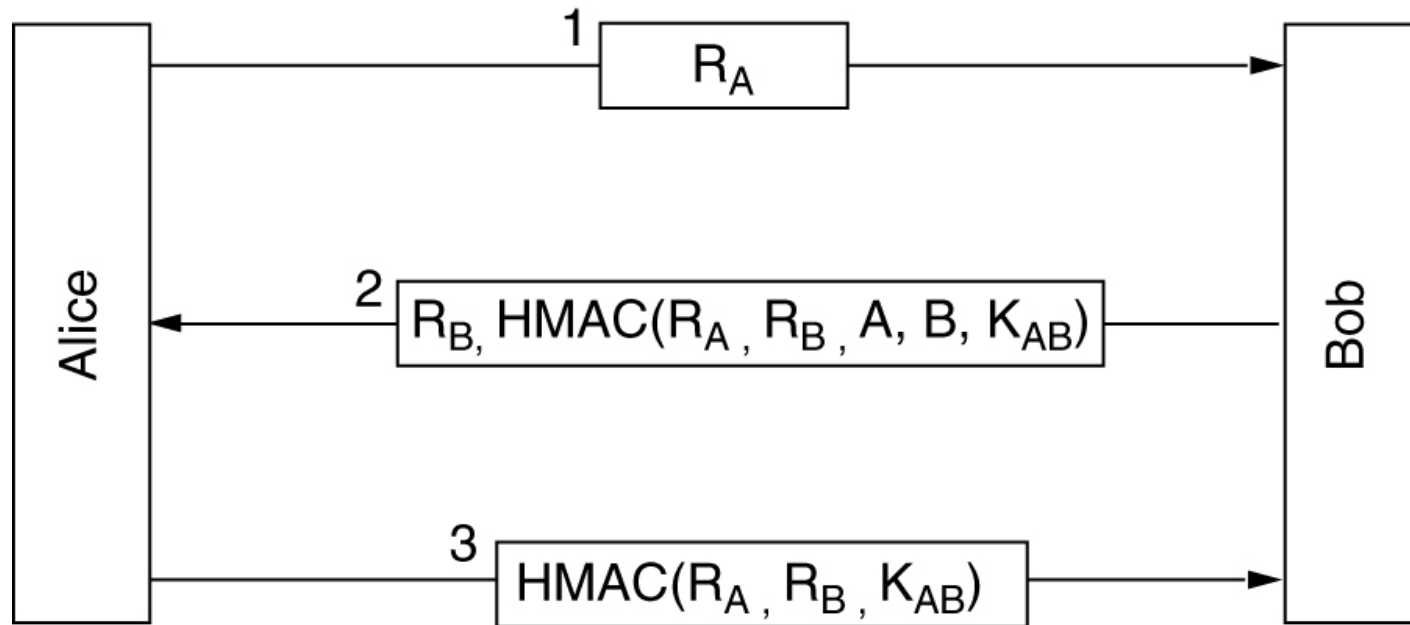 1
R_A
Alice
2
R_B, HMAC(R_A , R_B , A, B, K_AB)
Bob
3
HMAC(R_A , R_B , K_AB)